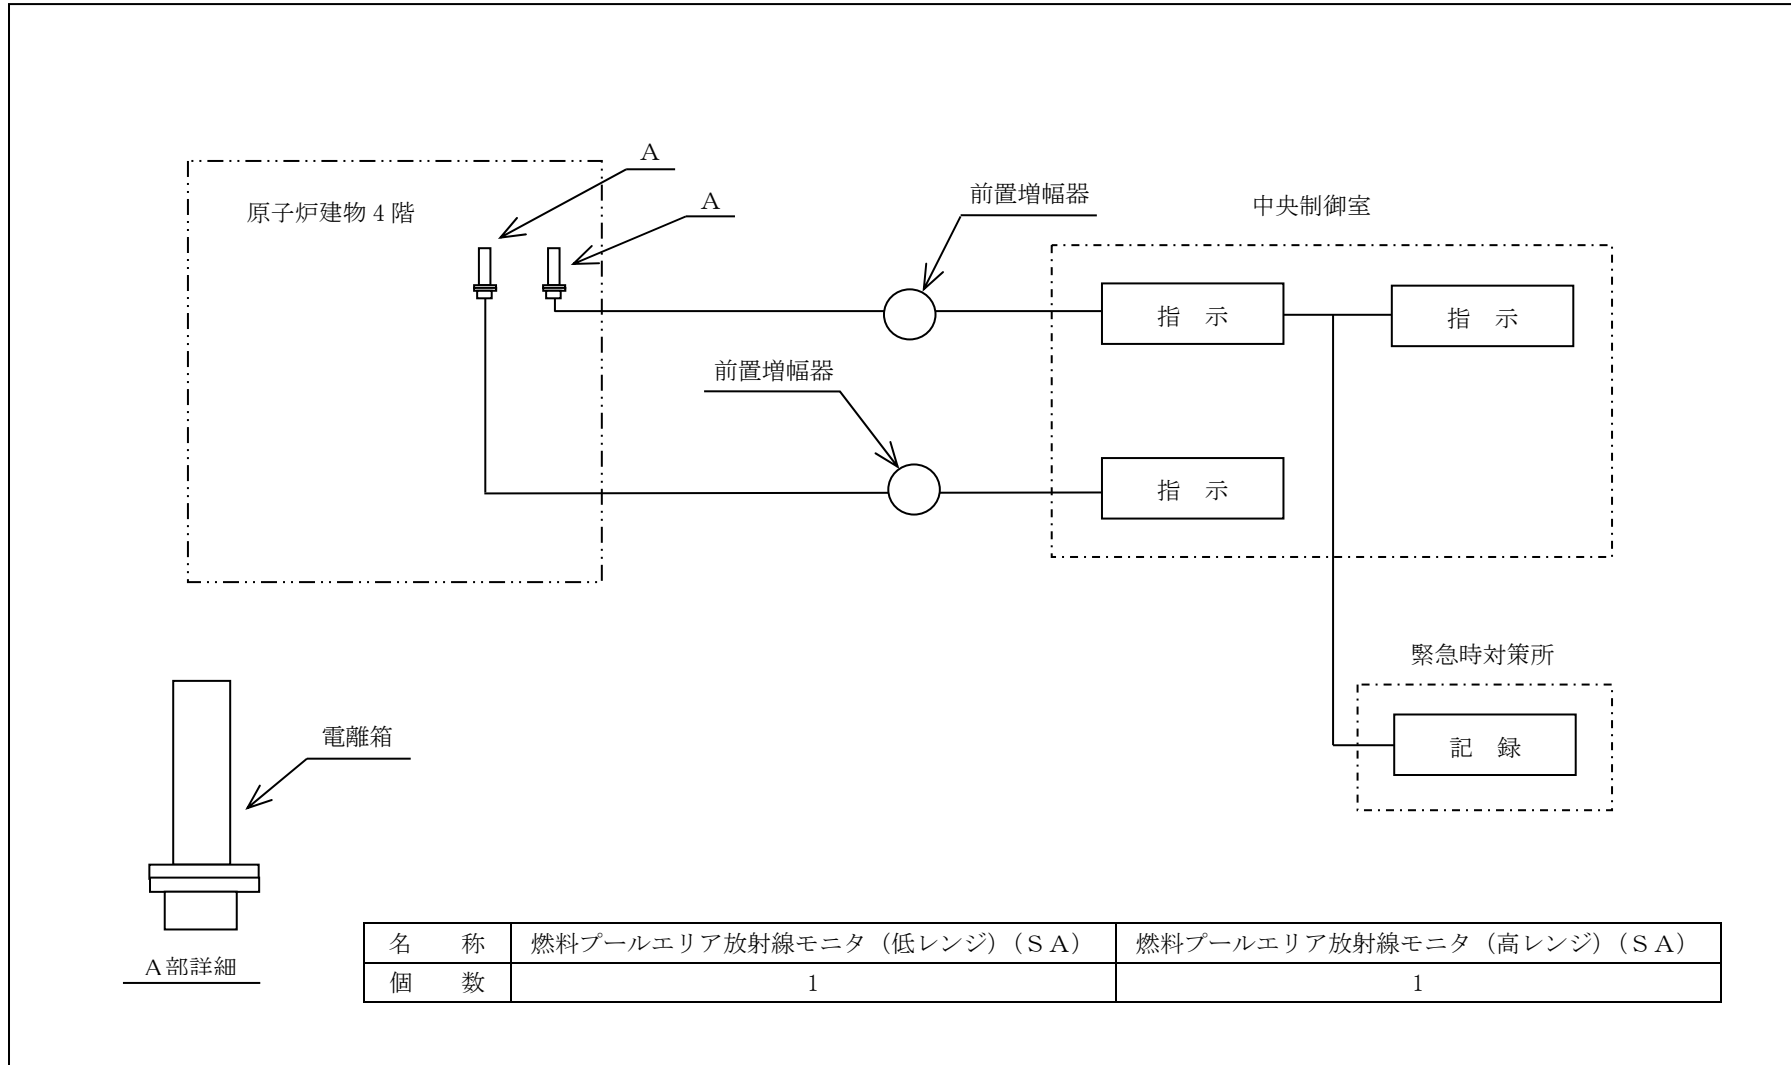 A
A
原子炉建物4階
前置増幅器
中央制御室
指 示
指 示
前置増幅器
指 示
緊急時対策所
記 録
電離箱
A部詳細
名 称 燃料プールエリア放射線モニタ(低レンジ)(SA) 燃料プールエリア放射線モニタ(高レンジ)(SA)
個 数 1 1